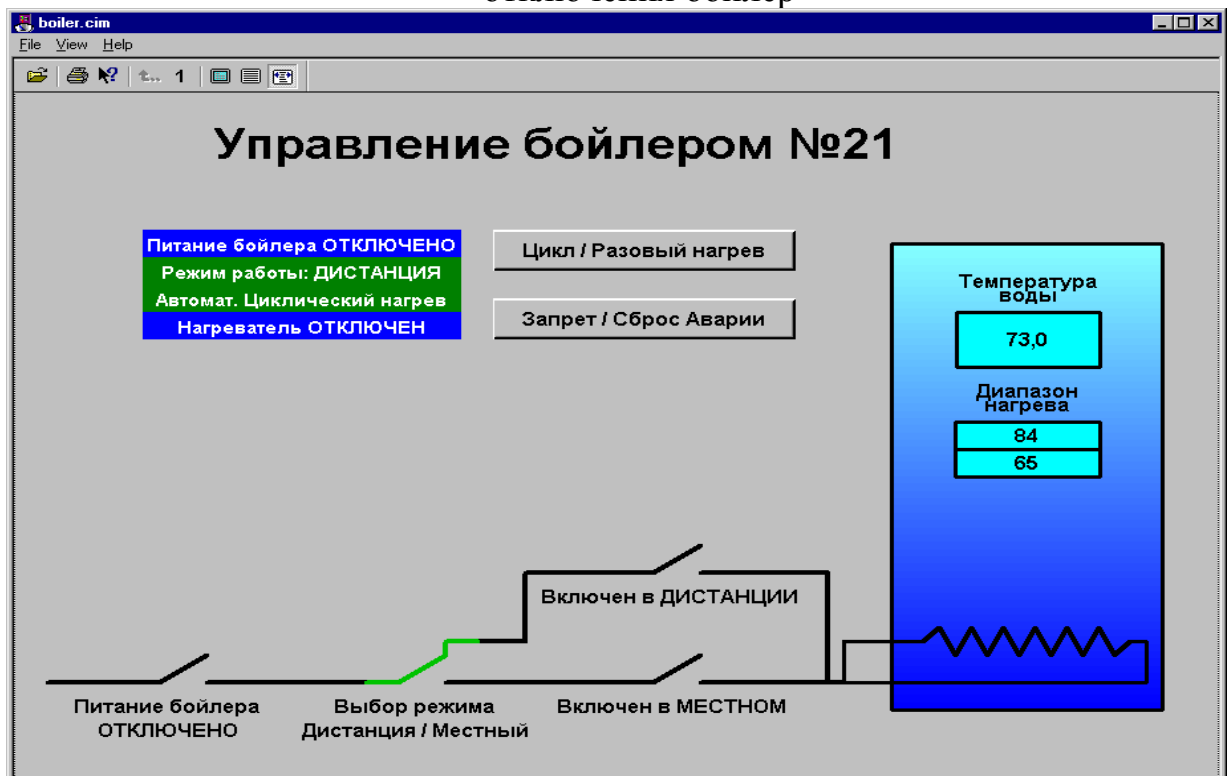 отключения бойлер
boiler.cim
File View Help
1
Управление бойлером №21
Питание бойлера ОТКЛЮЧЕНО
Режим работы: ДИСТАНЦИЯ
Автомат. Циклический нагрев
Нагреватель ОТКЛЮЧЕН
Цикл / Разовый нагрев
Запрет / Сброс Аварии
Температура
воды
73,0
Диапазон
нагрева
84
65
Включен в ДИСТАНЦИИ
Питание бойлера
ОТКЛЮЧЕНО
Выбор режима
Дистанция / Местный
Включен в МЕСТНОМ